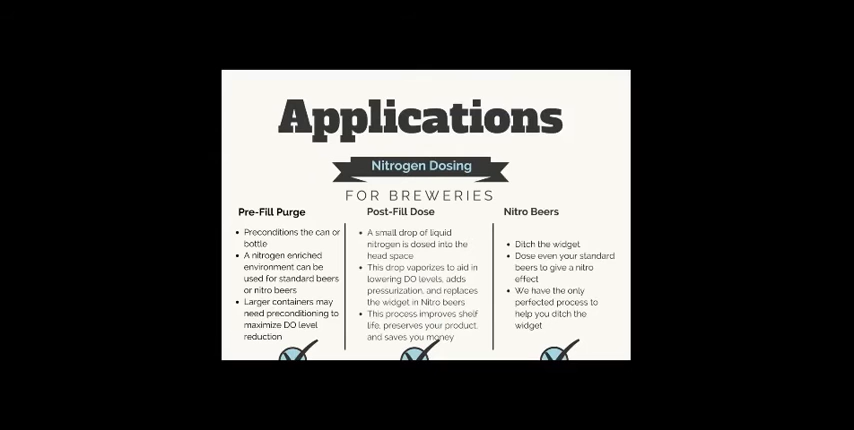 Applications
Nitrogen Dosing
FOR BREWERIES
Pre-Fill Purge
Preconditions the can or
bottle
A nitrogen enriched
environment can be
used for standard beers
or nitro beers
Larger containers may
need preconditioning to
maximize DO level
reduction
Post-Fill Dose
A small drop of liquid
nitrogen is dosed into the
head space
This drop vaporizes to aid in
lowering DO levels, adds
pressurization, and replaces
the widget in Nitro beers
This process improves shelf
life, preserves your product,
and saves you money
Nitro Beers
Ditch the widget
Dose even your standard
beers to give a nitro
effect
We have the only
perfected process to
help you ditch the
widget